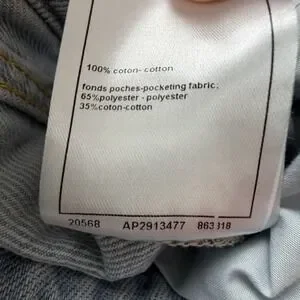 100% coton- cotton
fonds poches-pocketing fabric;
65%polyester - polyester
35%coton-cotton
20568 AP2913477 863318